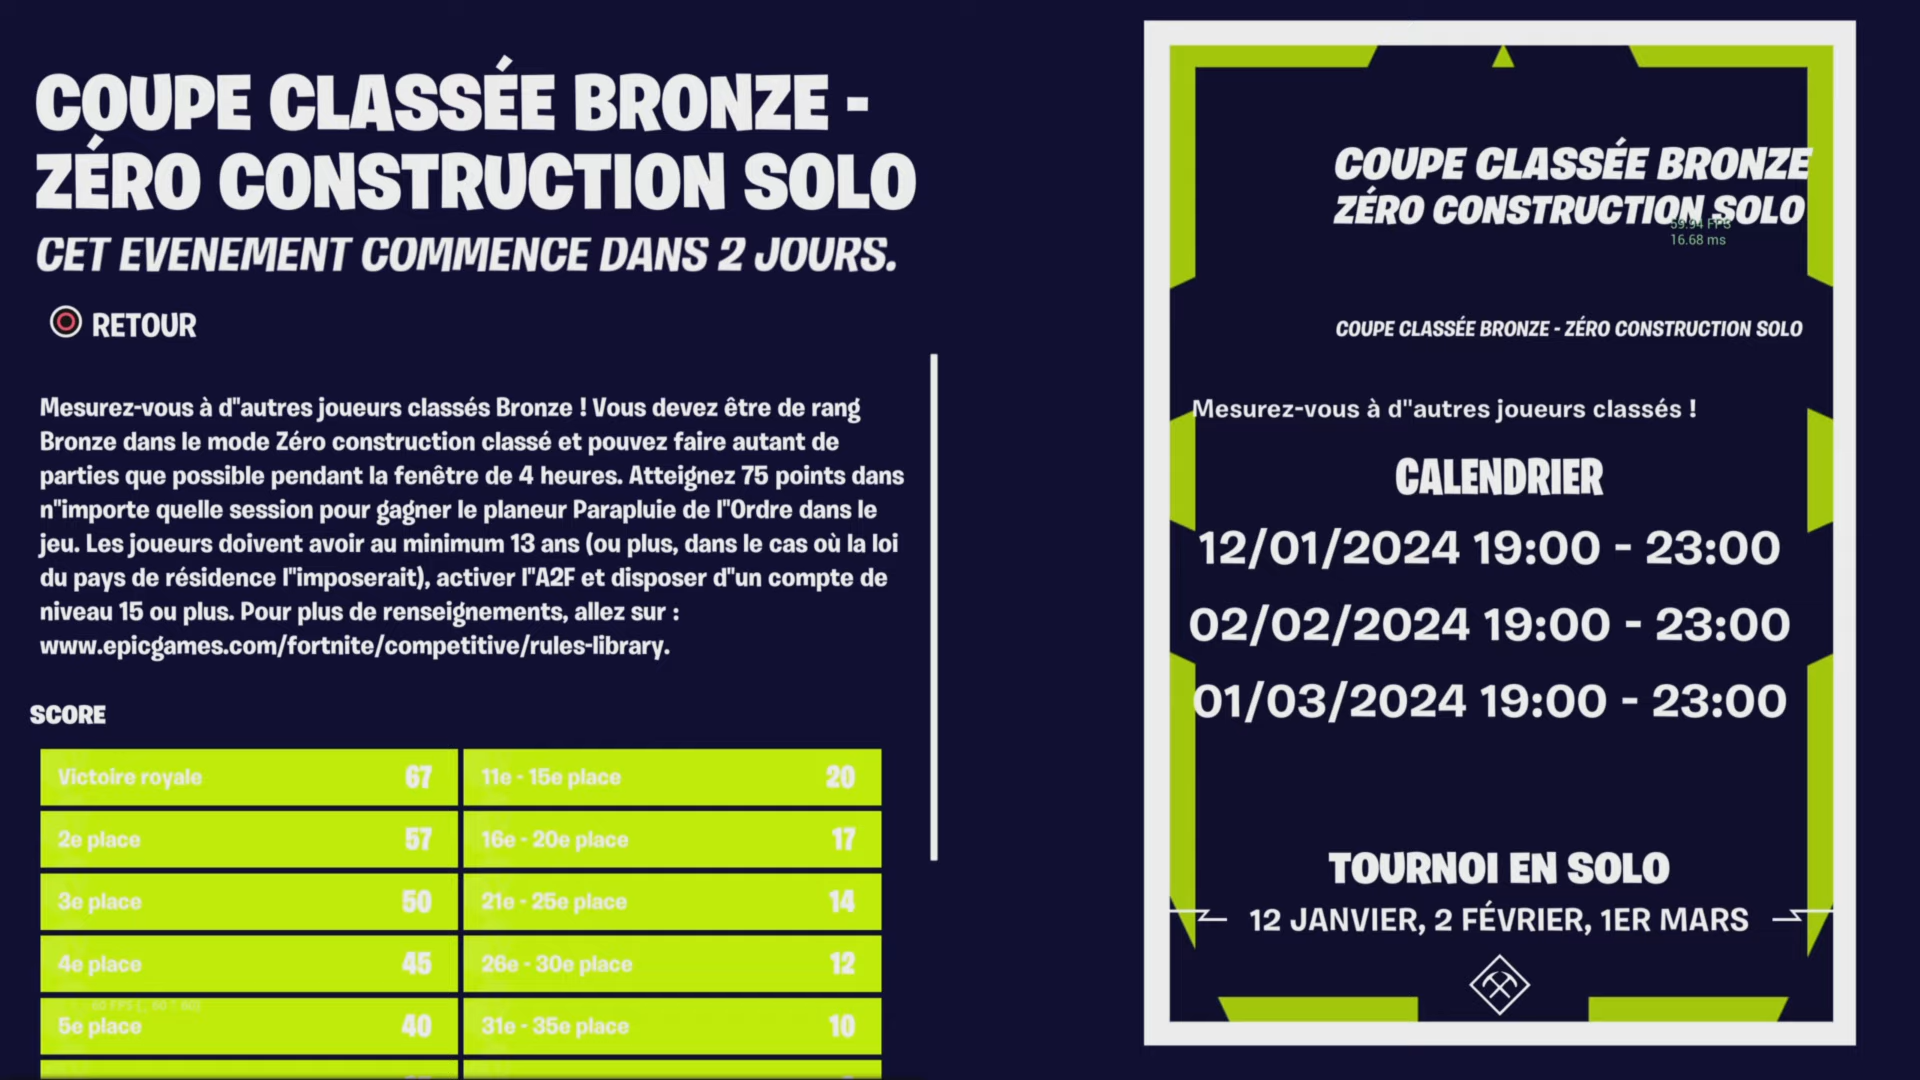 COUPE CLASSÉE BRONZE -
ZÉRO CONSTRUCTION SOLO
CET EVENEMENT COMMENCE DANS 2 JOURS.
RETOUR
Mesurez-vous à d"autres joueurs classés Bronze ! Vous devez être de rang
Bronze dans le mode Zéro construction classé et pouvez faire autant de
parties que possible pendant la fenêtre de 4 heures. Atteignez 75 points dans
n"importe quelle session pour gagner le planeur Parapluie de l"Ordre dans le
jeu. Les joueurs doivent avoir au minimum 13 ans (ou plus, dans le cas où la loi
du pays de résidence l"imposerait), activer l"A2F et disposer d"un compte de
niveau 15 ou plus. Pour plus de renseignements, allez sur :
www.epicgames.com/fortnite/competitive/rules-library.
SCORE
Victoire royale 67 11e - 15e place 20
2e place 57 16e - 20e place 17
3e place 50 21e - 25e place 14
4e place 45 26e - 30e place 12
5e place 40 31e - 35e place 10
COUPE CLASSÉE BRONZE
ZÉRO CONSTRUCTION SOLO
59.94 FPS
16.68 ms
COUPE CLASSÉE BRONZE - ZÉRO CONSTRUCTION SOLO
Mesurez-vous à d"autres joueurs classés !
CALENDRIER
12/01/2024 19:00 - 23:00
02/02/2024 19:00 - 23:00
01/03/2024 19:00 - 23:00
TOURNOI EN SOLO
12 JANVIER, 2 FÉVRIER, 1ER MARS